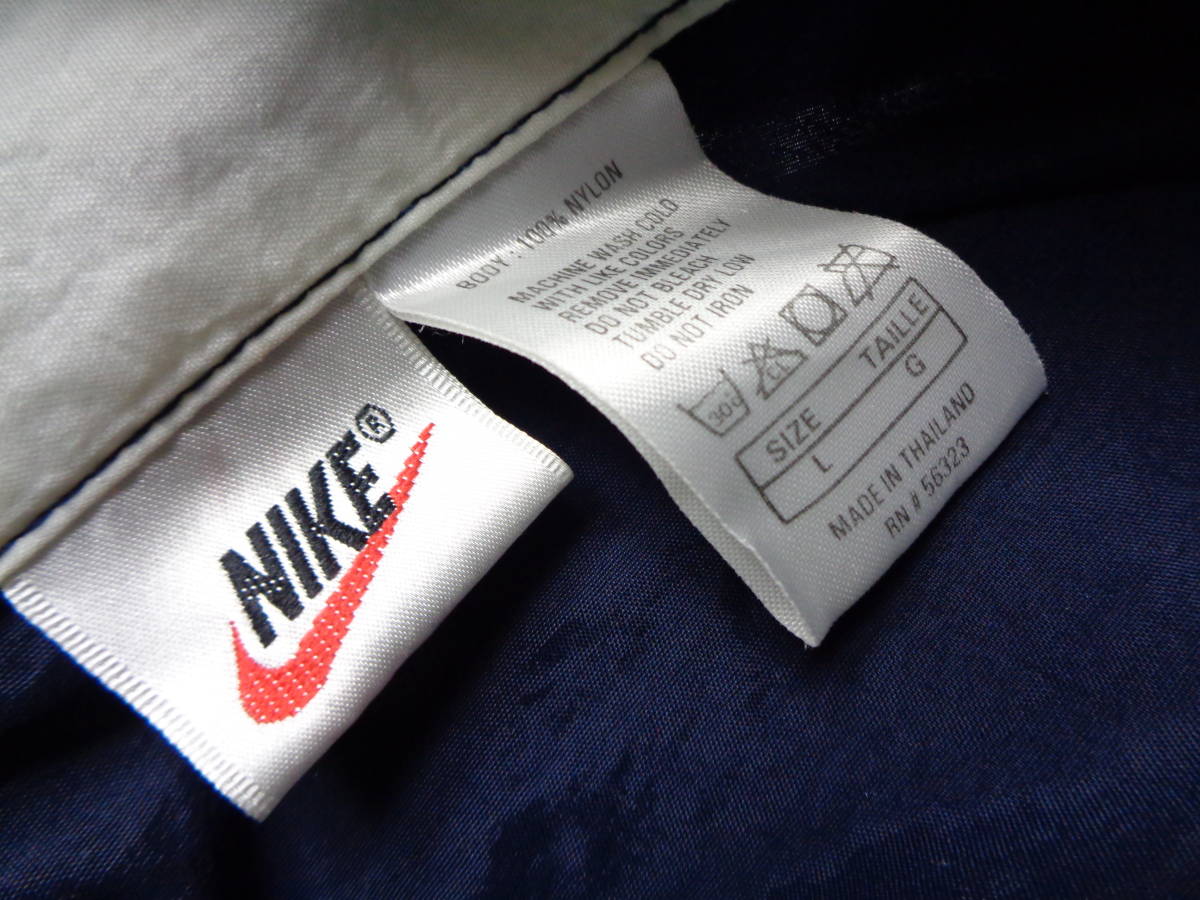 NIKE®
BODY : 100% NYLON
MACHINE WASH COLD
WITH LIKE COLORS
REMOVE IMMEDIATELY
DO NOT BLEACH
TUMBLE DRY LOW
DO NOT IRON
30° CL
SIZE TAILLE
L G
MADE IN THAILAND
RN # 56323